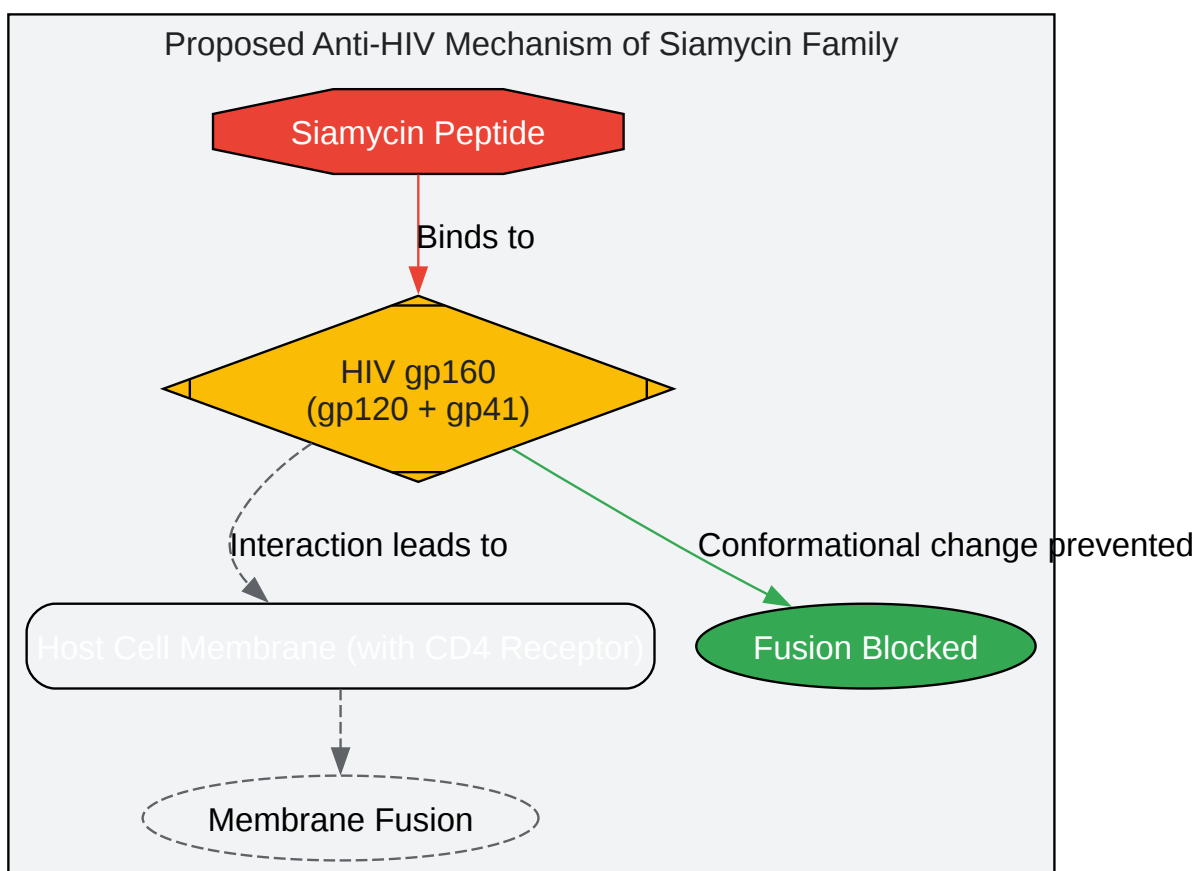 Proposed Anti-HIV Mechanism of Siamycin Family
Siamycin Peptide
Binds to
HIV gp160
(gp120 + gp41)
Interaction leads to
Conformational change prevented
Host Cell Membrane (with CD4 Receptor)
Fusion Blocked
Membrane Fusion